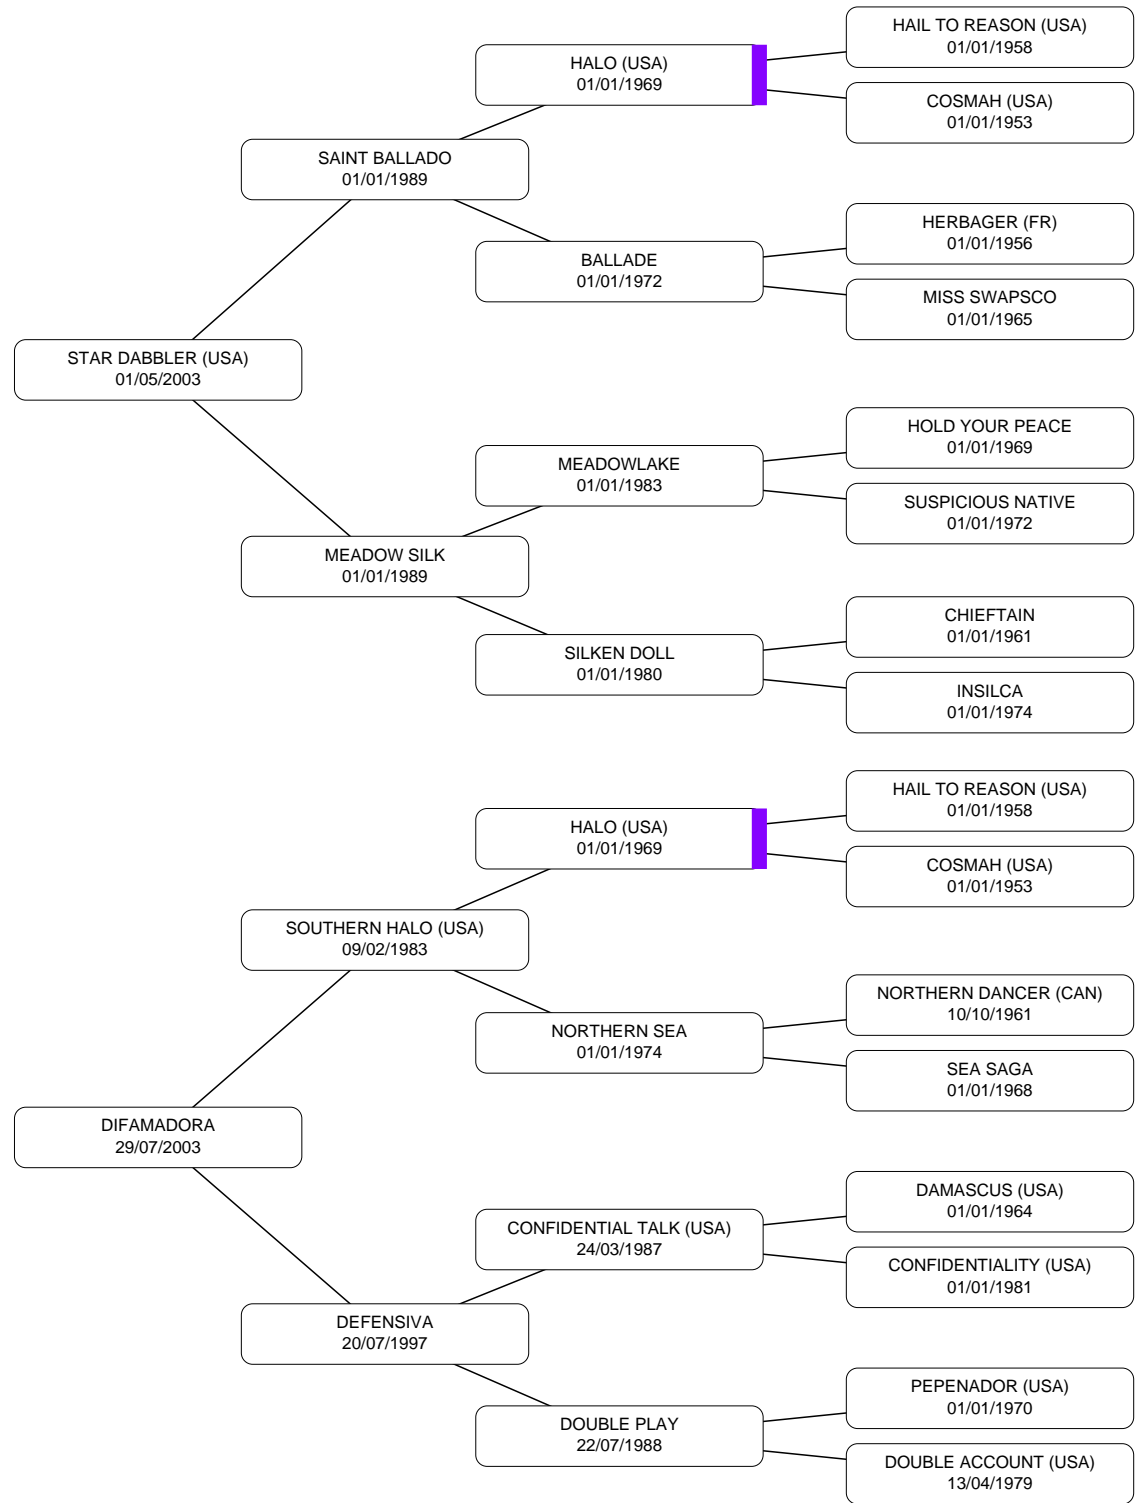 HAIL TO REASON (USA)
01/01/1958
HALO (USA)
01/01/1969
COSMAH (USA)
01/01/1953
SAINT BALLADO
01/01/1989
HERBAGER (FR)
01/01/1956
BALLADE
01/01/1972
MISS SWAPSCO
01/01/1965
STAR DABBLER (USA)
01/05/2003
HOLD YOUR PEACE
01/01/1969
MEADOWLAKE
01/01/1983
SUSPICIOUS NATIVE
01/01/1972
MEADOW SILK
01/01/1989
CHIEFTAIN
01/01/1961
SILKEN DOLL
01/01/1980
INSILCA
01/01/1974
HAIL TO REASON (USA)
01/01/1958
HALO (USA)
01/01/1969
COSMAH (USA)
01/01/1953
SOUTHERN HALO (USA)
09/02/1983
NORTHERN DANCER (CAN)
10/10/1961
NORTHERN SEA
01/01/1974
SEA SAGA
01/01/1968
DIFAMADORA
29/07/2003
DAMASCUS (USA)
01/01/1964
CONFIDENTIAL TALK (USA)
24/03/1987
CONFIDENTIALITY (USA)
01/01/1981
DEFENSIVA
20/07/1997
PEPENADOR (USA)
01/01/1970
DOUBLE PLAY
22/07/1988
DOUBLE ACCOUNT (USA)
13/04/1979